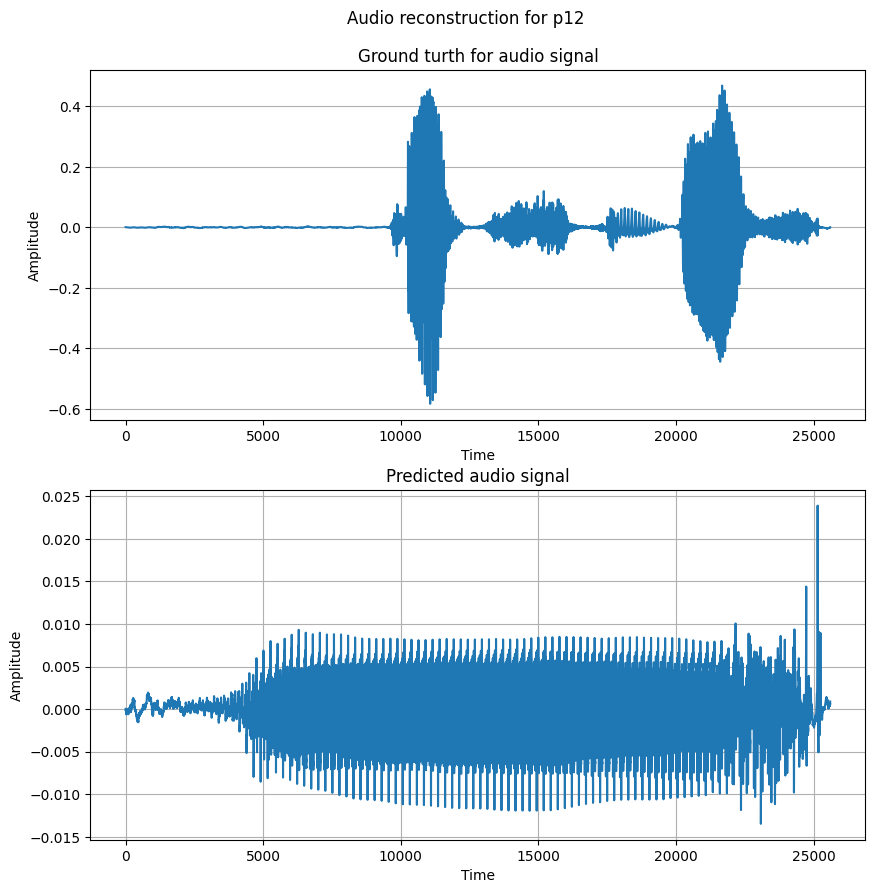 Audio reconstruction for p12
Ground turth for audio signal
0.4
0.2
0.0
−0.2
−0.4
−0.6
Amplitude
0 5000 10000 15000 20000 25000
Time
Predicted audio signal
0.025
0.020
0.015
0.010
0.005
0.000
−0.005
−0.010
−0.015
Amplitude
0 5000 10000 15000 20000 25000
Time